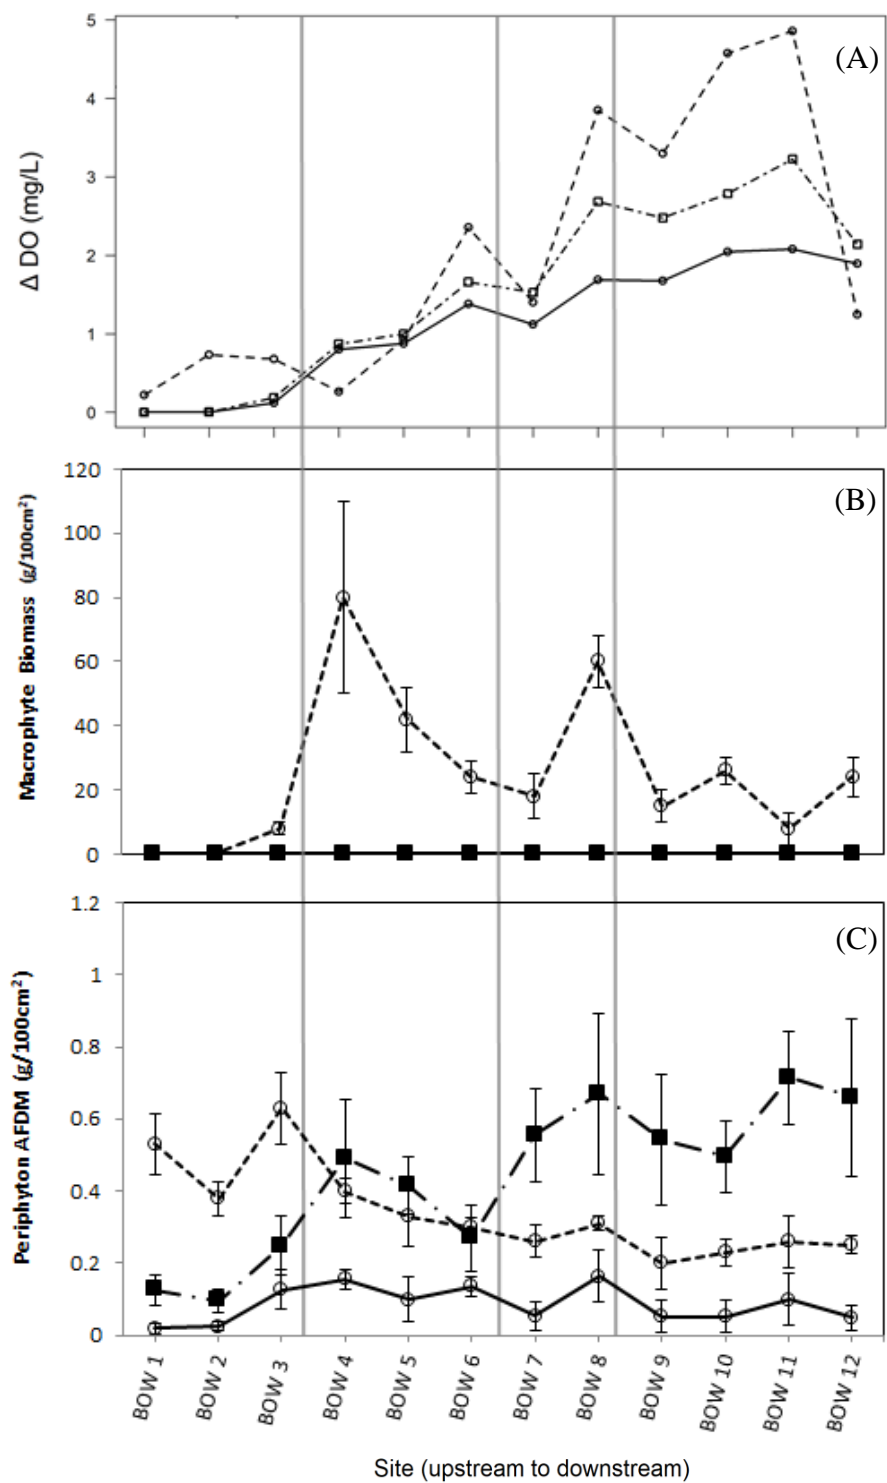 (A)
Δ DO (mg/L)
5
4
3
2
1
0
(B)
Macrophyte Biomass (g/100cm²)
120
100
80
60
40
20
0
(C)
Periphyton AFDM (g/100cm²)
1.2
1
0.8
0.6
0.4
0.2
0
BOW 1
BOW 2
BOW 3
BOW 4
BOW 5
BOW 6
BOW 7
BOW 8
BOW 9
BOW 10
BOW 11
BOW 12
Site (upstream to downstream)